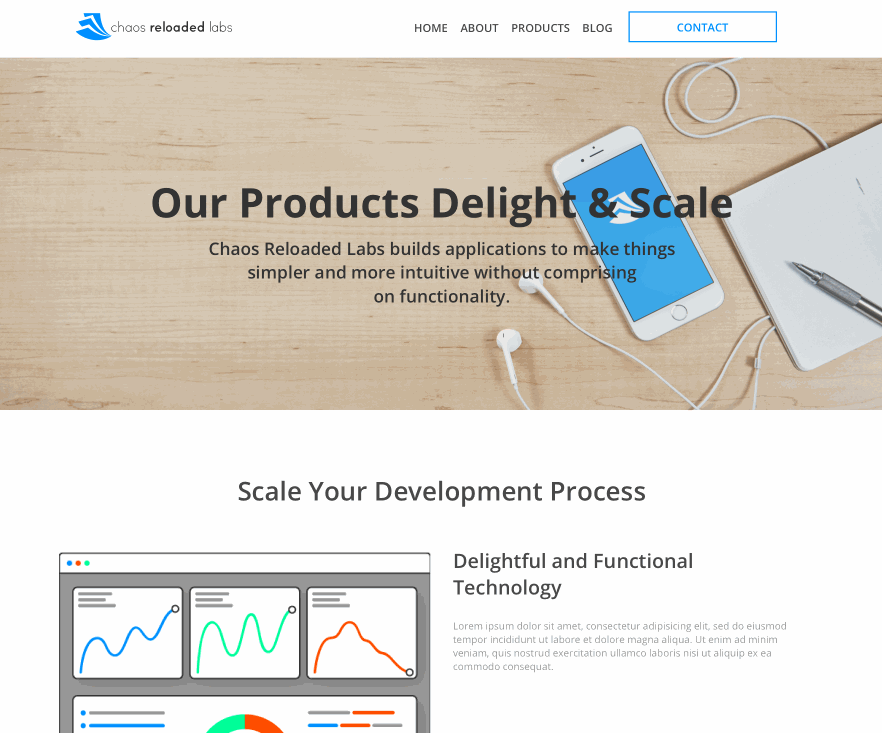 chaos reloaded labs
HOME ABOUT PRODUCTS BLOG CONTACT
Our Products Delight & Scale
Chaos Reloaded Labs builds applications to make things
simpler and more intuitive without comprising
on functionality.
Scale Your Development Process
Delightful and Functional
Technology
Lorem ipsum dolor sit amet, consectetur adipisicing elit, sed do eiusmod
tempor incididunt ut labore et dolore magna aliqua. Ut enim ad minim
veniam, quis nostrud exercitation ullamco laboris nisi ut aliquip ex ea
commodo consequat.